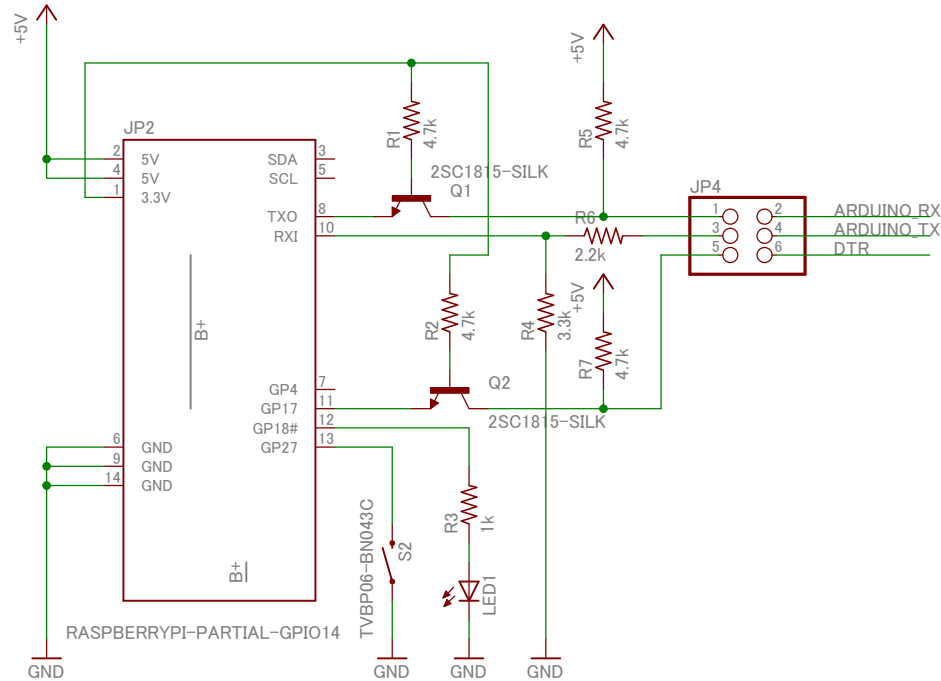 +5V
+5V
JP2
R1
4.7k
R5
4.7k
2 5V
4 5V
1 3.3V
SDA 3
SCL 5
2SC1815-SILK
Q1
JP4
TXO 8
RXI 10
R6
2.2k
1 2 ARDUINO_RX
3 4 ARDUINO_TX
5 6 DTR
B+
R2
4.7k
R4
3.3k
+5V
R7
4.7k
GP4 7
GP17 11
GP18# 12
GP27 13
Q2
2SC1815-SILK
6 GND
9 GND
14 GND
R3
1k
TVBP06-BN043C
S2
B+
LED1
RASPBERRYPI-PARTIAL-GPIO14
GND
GND
GND
GND